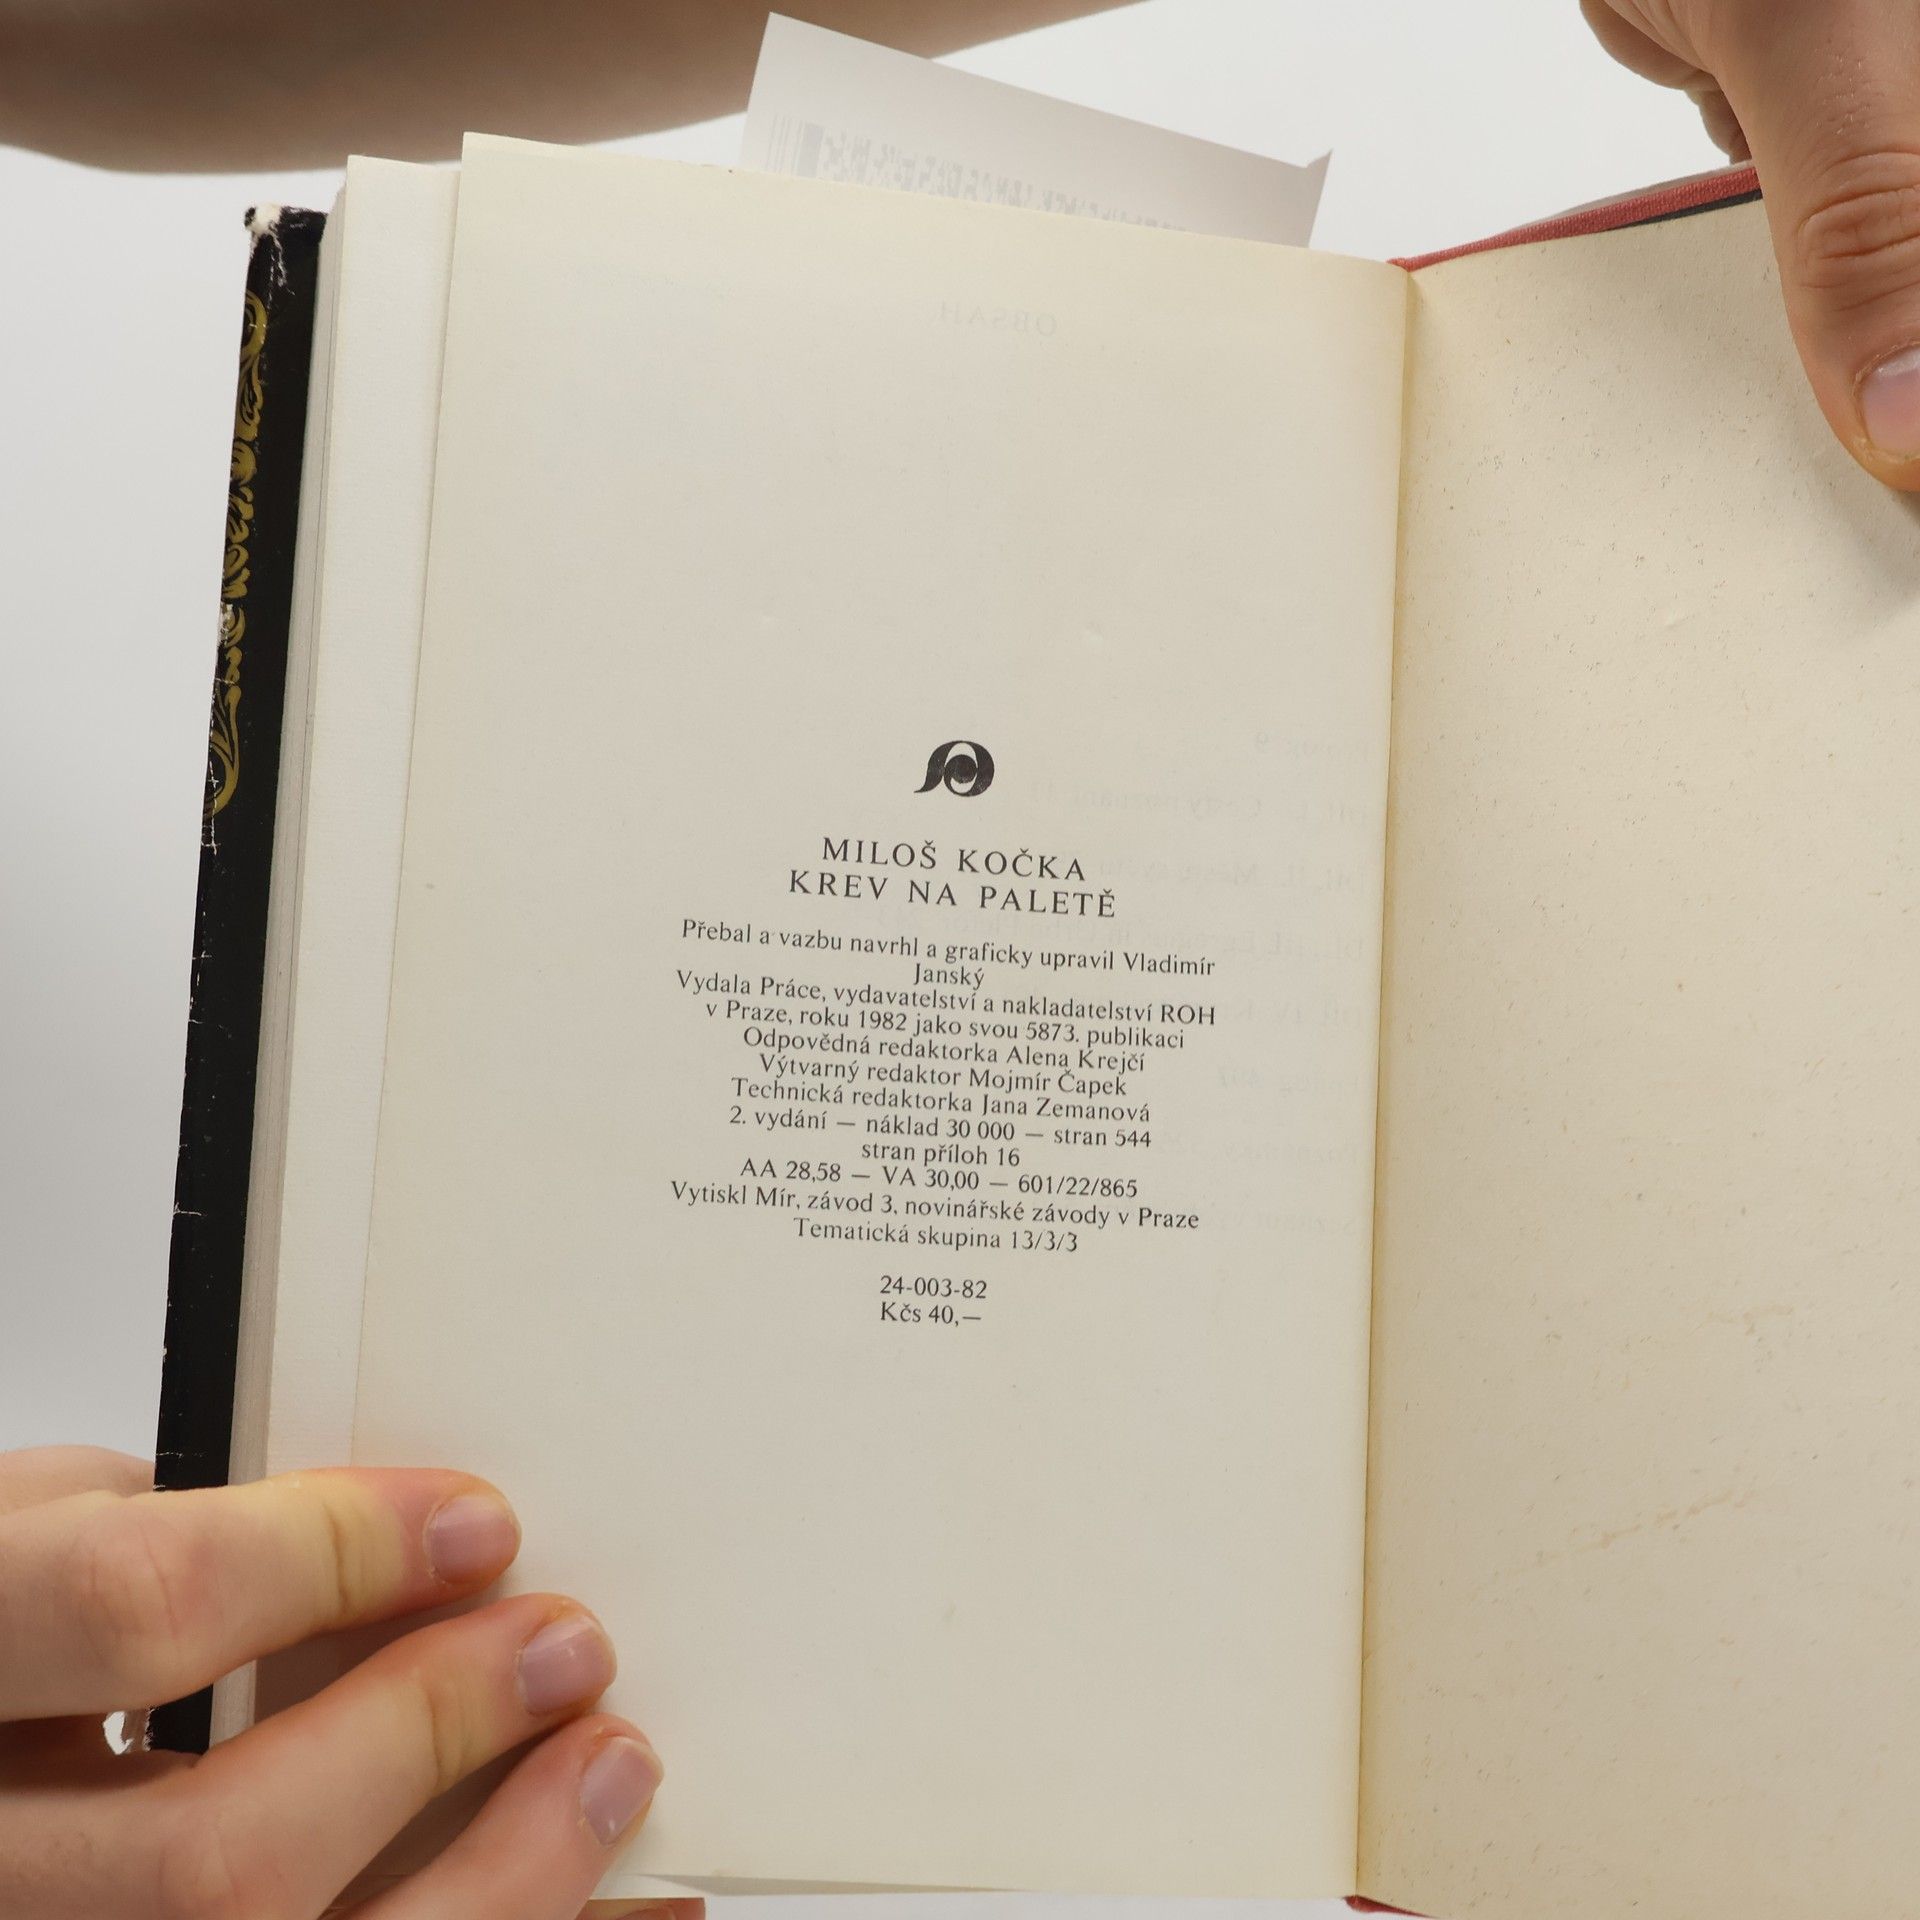 MILOŠ KOČKA
KREV NA PALETĚ
Přebal a vazbu navrhl a graficky upravil Vladimír
Janský
Vydala Práce, vydavatelství a nakladatelství ROH
v Praze, roku 1982 jako svou 5873. publikaci
Odpovědná redaktorka Alena Krejčí
Výtvarný redaktor Mojmír Čapek
Technická redaktorka Jana Zemanová
2. vydání — náklad 30 000 — stran 544
stran příloh 16
AA 28,58 — VA 30,00 — 601/22/865
Vytiskl Mír, závod 3, novinářské závody v Praze
Tematická skupina 13/3/3
24-003-82
Kčs 40,—